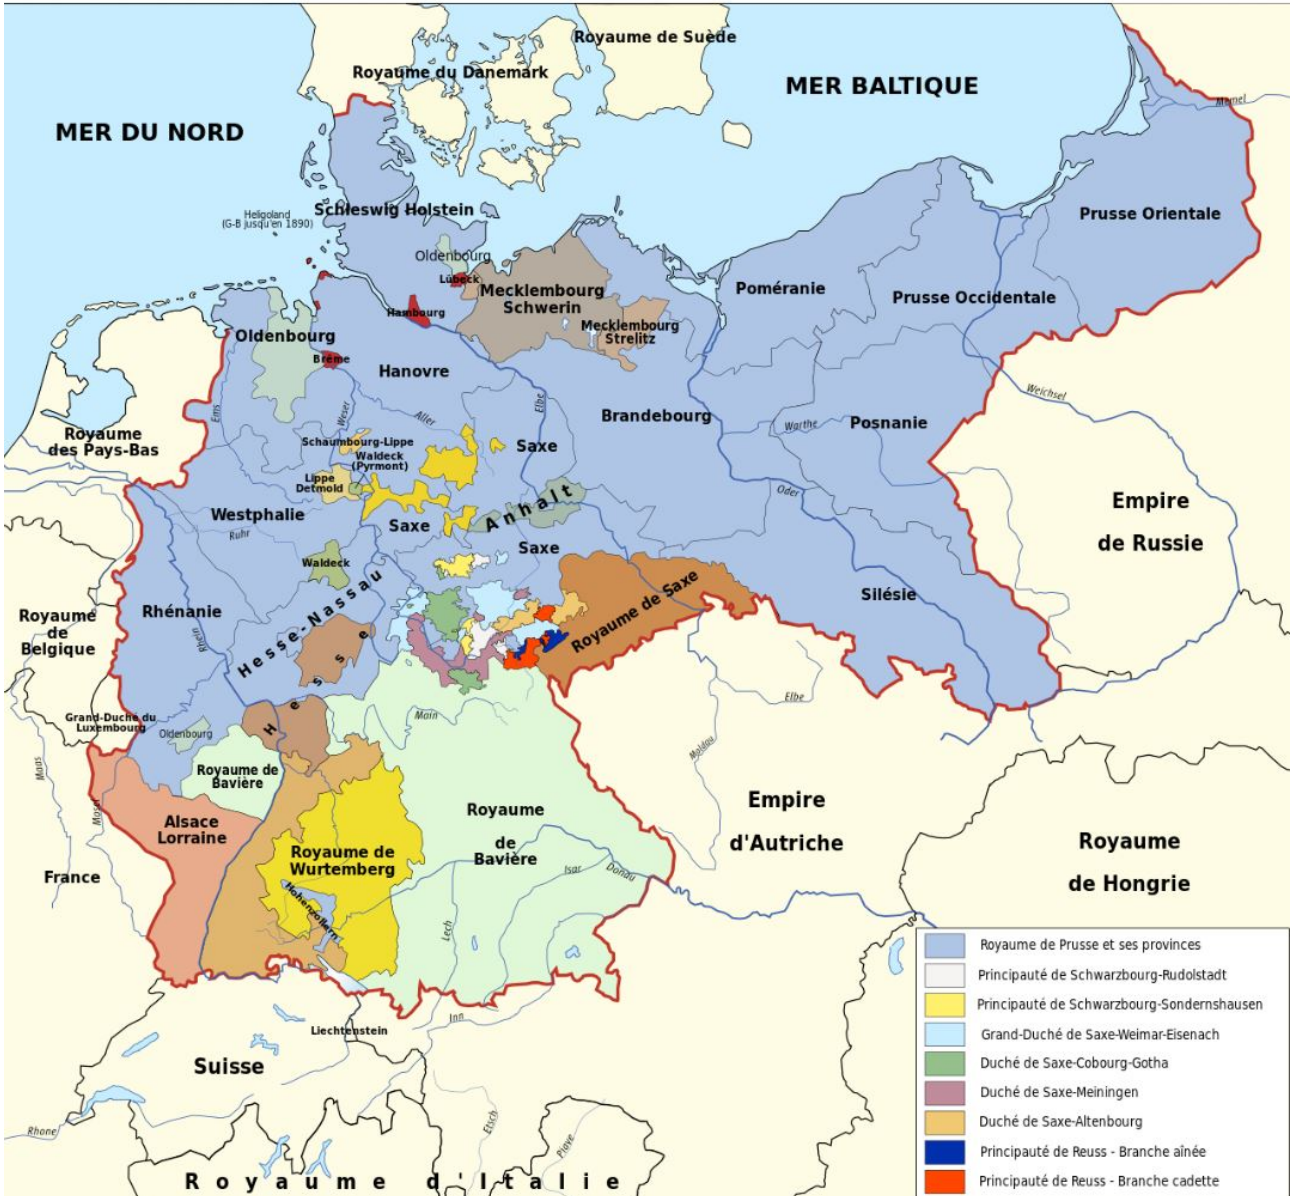 Royaume de Suède
Royaume du Danemark
MER BALTIQUE
MER DU NORD
Memel
Heligoland
(G-B jusqu'en 1890)
Schleswig Holstein
Prusse Orientale
Oldenbourg
Lübeck
Mecklembourg
Schwerin
Poméranie
Prusse Occidentale
Hambourg
Mecklembourg
Strelitz
Oldenbourg
Brême
Hanovre
Ems
Weser
Aller
Elbe
Brandebourg
Warthe
Posnanie
Weichsel
Royaume
des Pays-Bas
Schaumbourg-Lippe
Waldeck
(Pyrmont)
Saxe
Lippe
Detmold
Oder
Westphalie
Ruhr
Saxe
Anhalt
Saxe
Empire
de Russie
Waldeck
Rhénanie
Rhein
Hesse-Nassau
Hesse
Royaume de Saxe
Silésie
Royaume
de
Belgique
Grand-Duché du
Luxembourg
Oldenbourg
Main
Elbe
Moldau
Maas
Mosel
Royaume de
Bavière
Alsace
Lorraine
France
Royaume de
Wurtemberg
Hohenzollern
Royaume
de
Bavière
Isar
Donau
Lech
Empire
d'Autriche
Royaume
de Hongrie
Inn
Liechtenstein
Suisse
Rhone
Etsch
Piave
Royaume d'Italie
Royaume de Prusse et ses provinces
Principauté de Schwarzbourg-Rudolstadt
Principauté de Schwarzbourg-Sondernshausen
Grand-Duché de Saxe-Weimar-Eisenach
Duché de Saxe-Cobourg-Gotha
Duché de Saxe-Meiningen
Duché de Saxe-Altenbourg
Principauté de Reuss - Branche aînée
Principauté de Reuss - Branche cadette